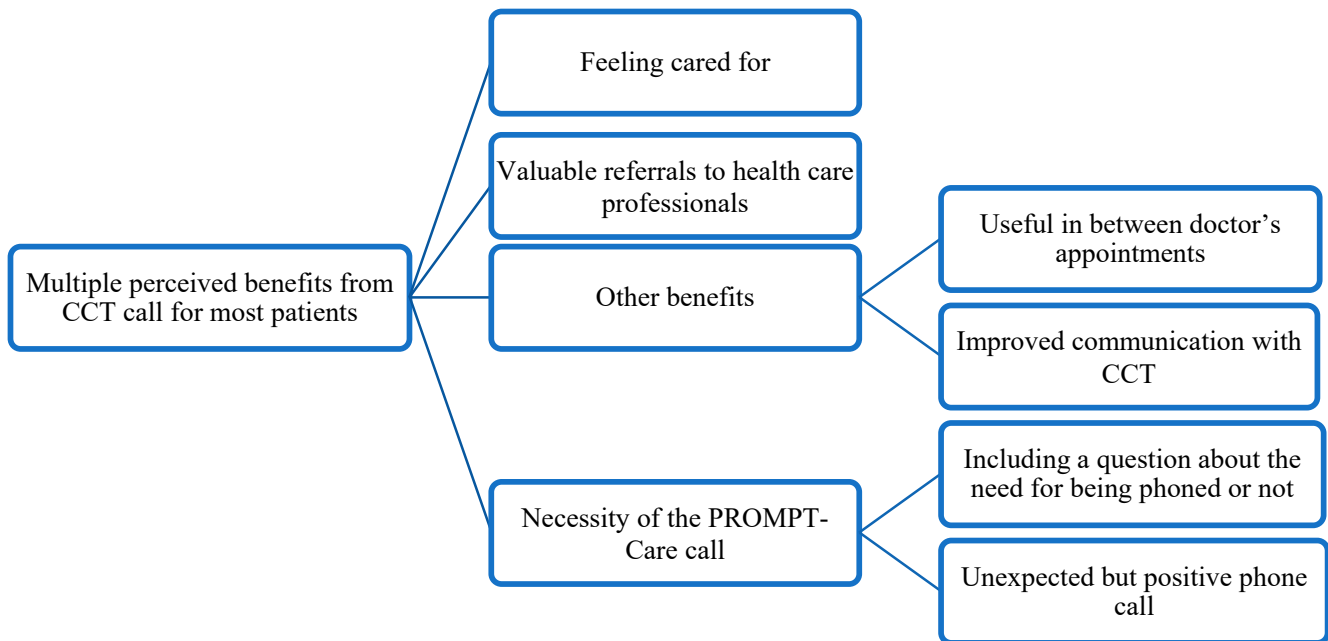 Feeling cared for
Valuable referrals to health care
professionals
Useful in between doctor’s
appointments
Multiple perceived benefits from
CCT call for most patients
Other benefits
Improved communication with
CCT
Including a question about the
need for being phoned or not
Necessity of the PROMPT-
Care call
Unexpected but positive phone
call